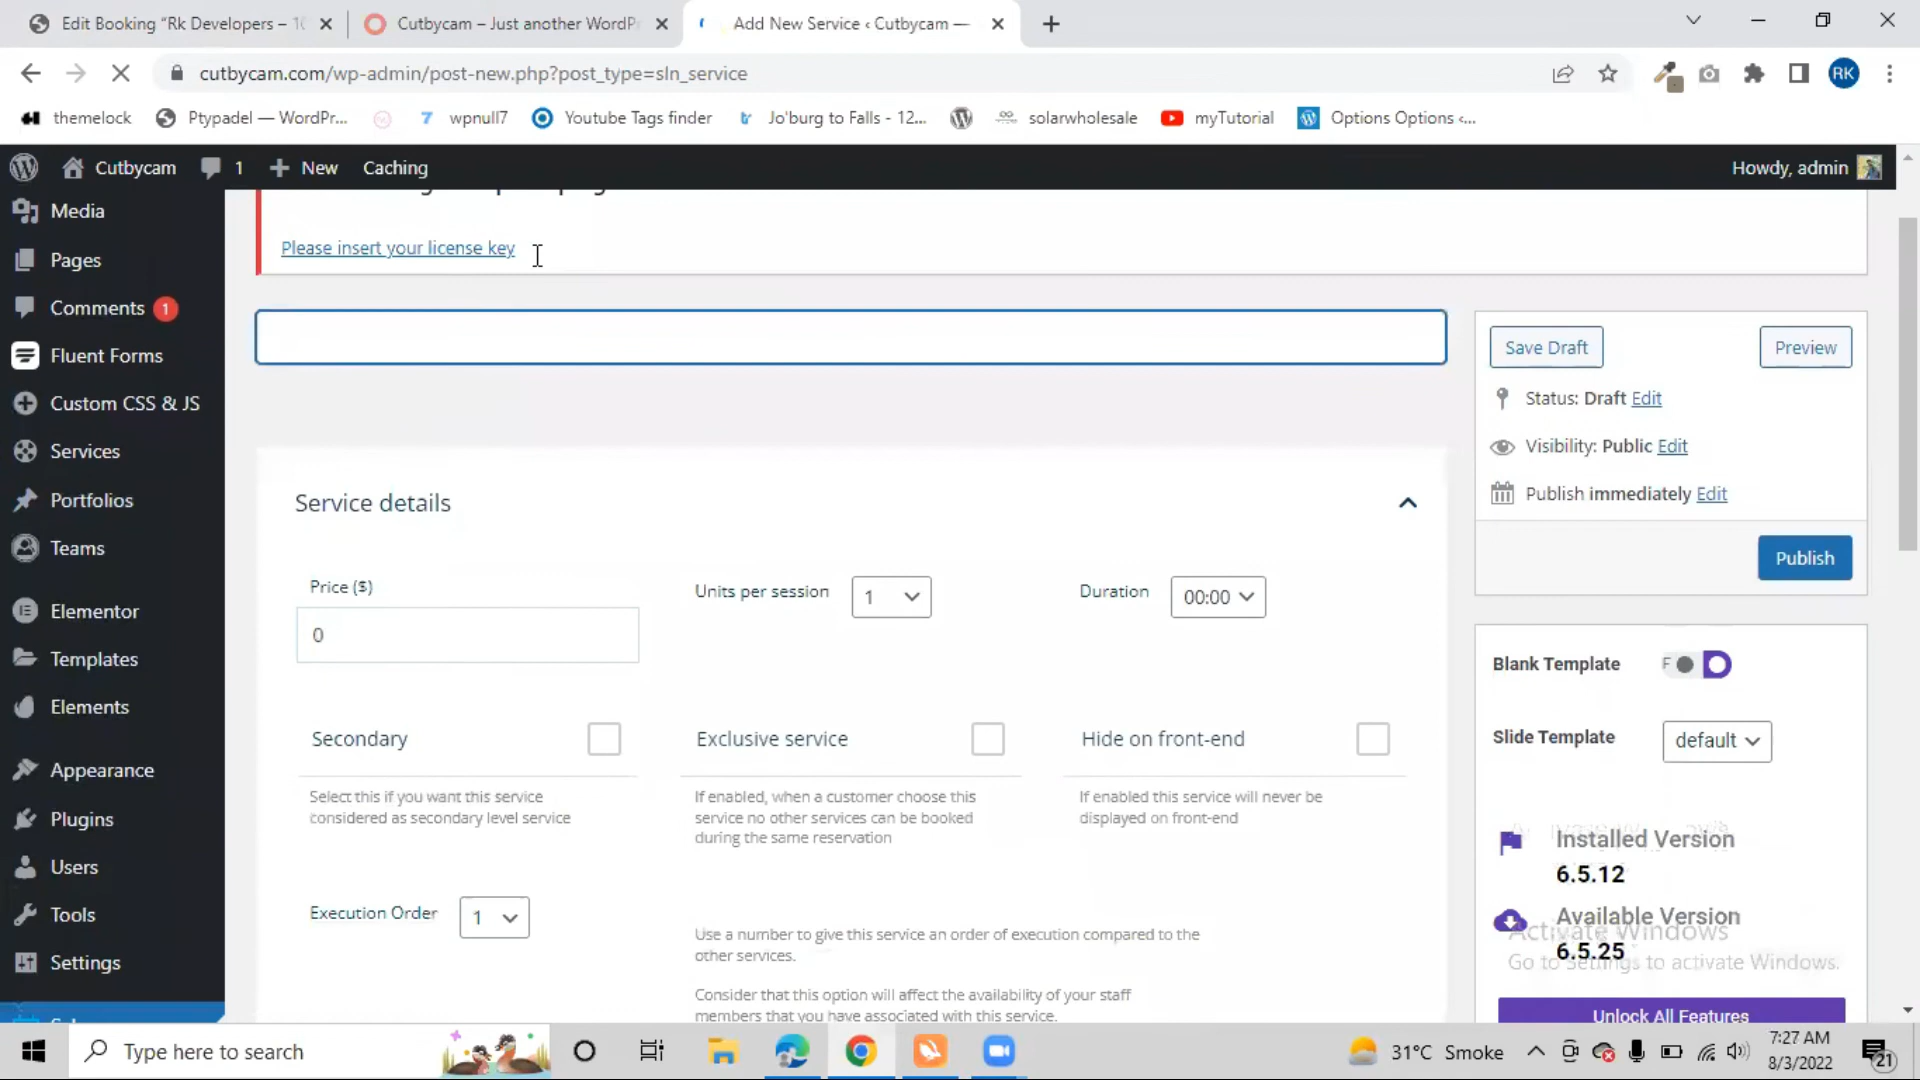 Edit Booking “Rk Developers – 10
Cutbycam – Just another WordP
Add New Service ‹ Cutbycam —
cutbycam.com/wp-admin/post-new.php?post_type=sln_service
RK
themelock
Ptypadel — WordPr...
wpnull7
Youtube Tags finder
Jo'burg to Falls - 12...
solarwholesale
myTutorial
Options Options ‹...
Cutbycam
1
New
Caching
Howdy, admin
Media
Pages
Comments 1
Fluent Forms
Custom CSS & JS
Services
Portfolios
Teams
Elementor
Templates
Elements
Appearance
Plugins
Users
Tools
Settings
Please insert your license key
Save Draft
Preview
Status: Draft Edit
Visibility: Public Edit
Publish immediately Edit
Publish
Service details
Price ($)
0
Units per session
1
Duration
00:00
Secondary
Select this if you want this service
considered as secondary level service
Exclusive service
If enabled, when a customer choose this
service no other services can be booked
during the same reservation
Hide on front-end
If enabled this service will never be
displayed on front-end
Execution Order
1
Use a number to give this service an order of execution compared to the
other services.
Consider that this option will affect the availability of your staff
members that you have associated with this service.
Blank Template
F
Slide Template
default
Installed Version
6.5.12
Available Version
6.5.25
Activate Windows
Go to Settings to activate Windows.
Unlock All Features
Type here to search
31°C Smoke
7:27 AM
8/3/2022
21